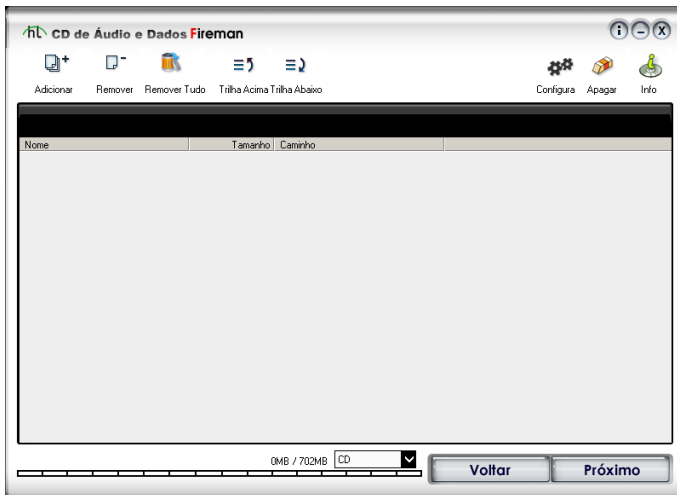 ht CD de Áudio e Dados Fireman
Adicionar Remover Remover Tudo Trilha Acima Trilha Abaixo Configura Apagar Info
Nome Tamanho Caminho
0MB / 702MB CD
Voltar Próximo